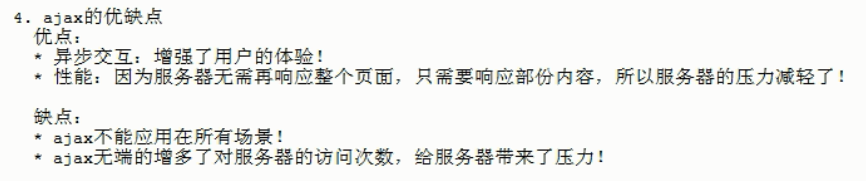 4. ajax的优缺点
优点：
* 异步交互：增强了用户的体验！
* 性能：因为服务器无需再响应整个页面，只需要响应部份内容，所以服务器的压力减轻了！
缺点：
* ajax不能应用在所有场景！
* ajax无端的增多了对服务器的访问次数，给服务器带来了压力！